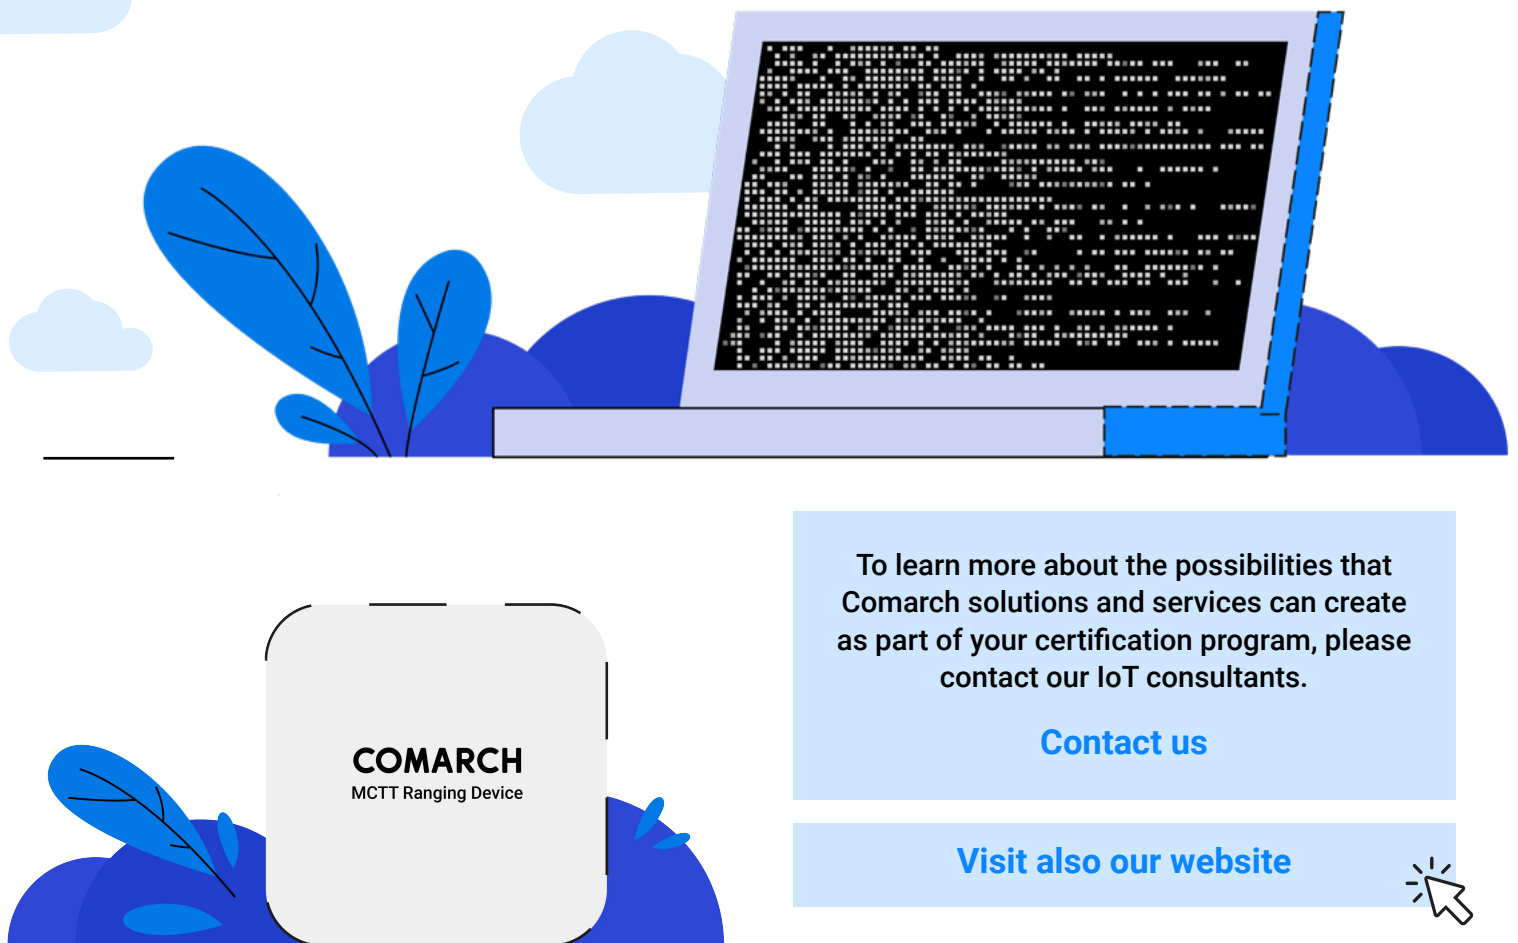 To learn more about the possibilities that
Comarch solutions and services can create
as part of your certification program, please
contact our IoT consultants.
Contact us
COMARCH
MCTT Ranging Device
Visit also our website